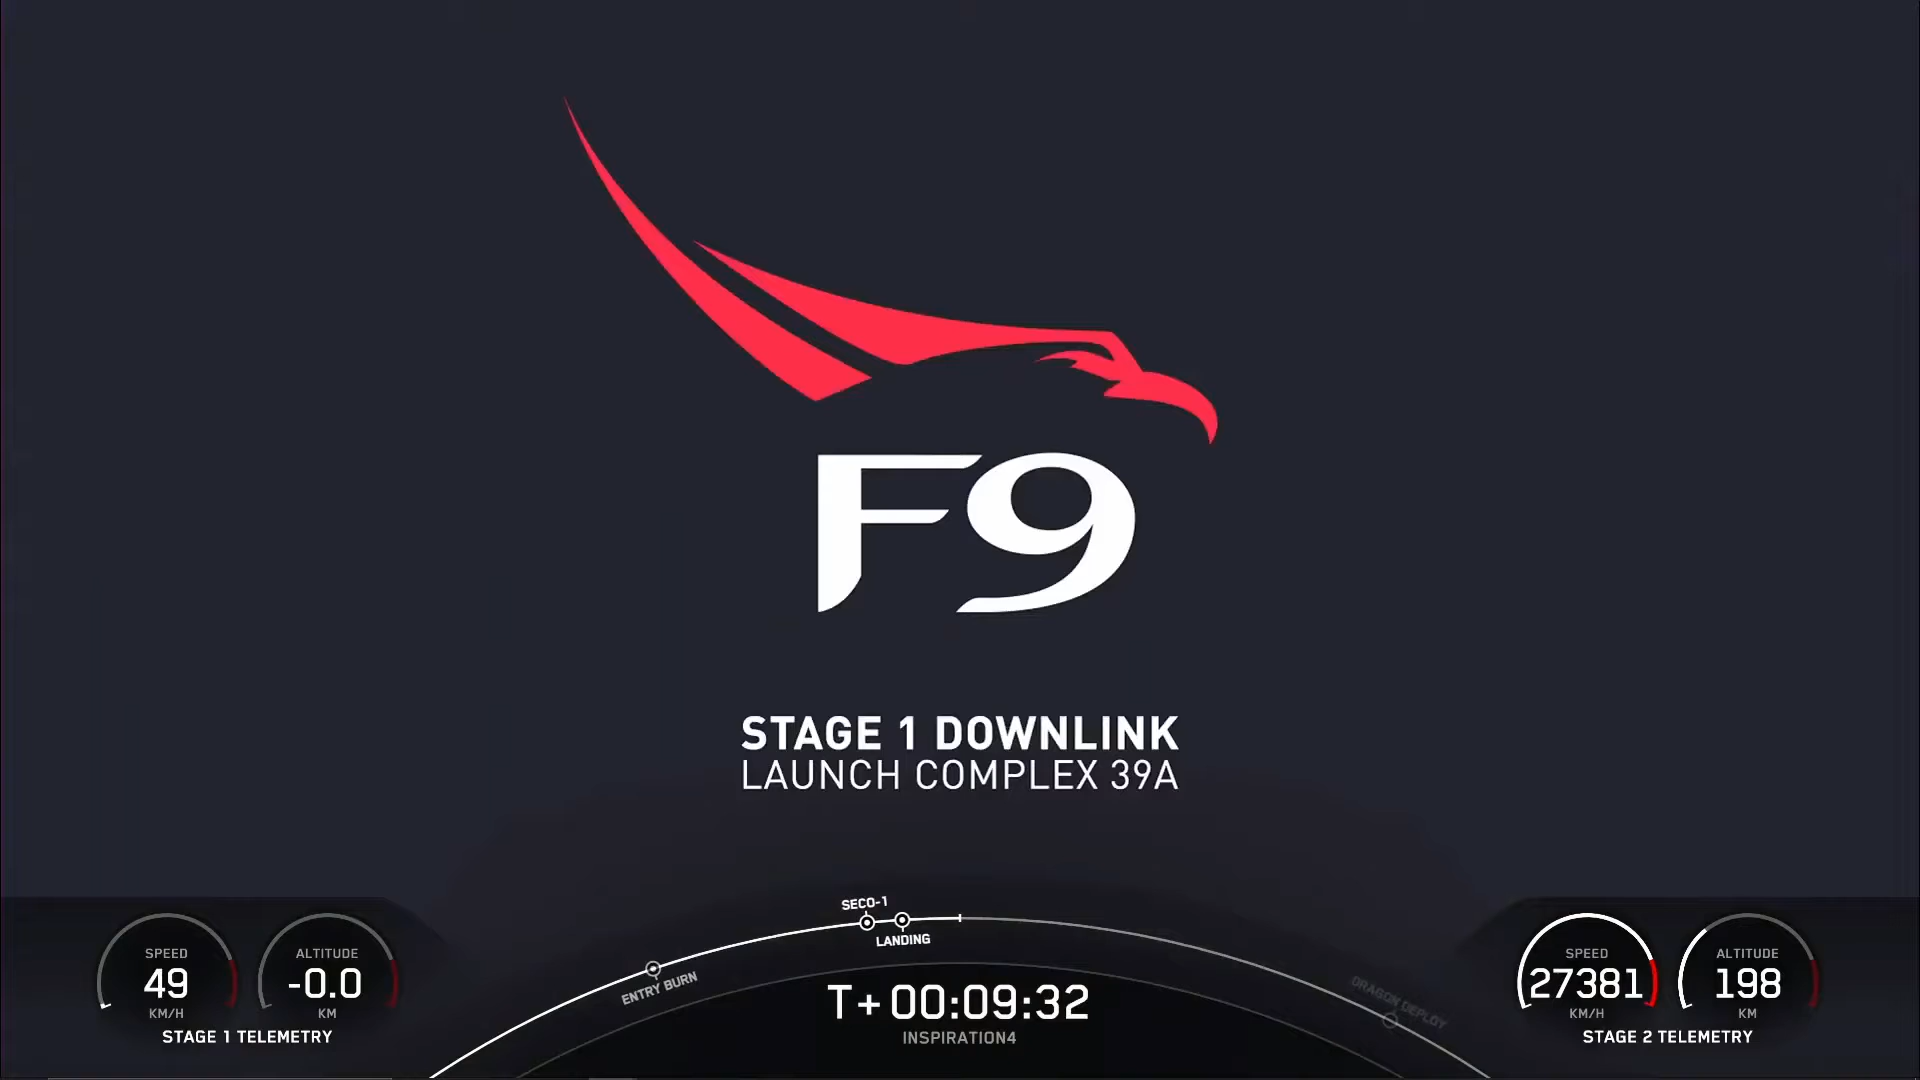 F9
STAGE 1 DOWNLINK
LAUNCH COMPLEX 39A
SPEED
49
KM/H
ALTITUDE
-0.0
KM
STAGE 1 TELEMETRY
ENTRY BURN
SECO-1
LANDING
DRAGON DEPLOY
T+00:09:32
INSPIRATION4
SPEED
27381
KM/H
ALTITUDE
198
KM
STAGE 2 TELEMETRY